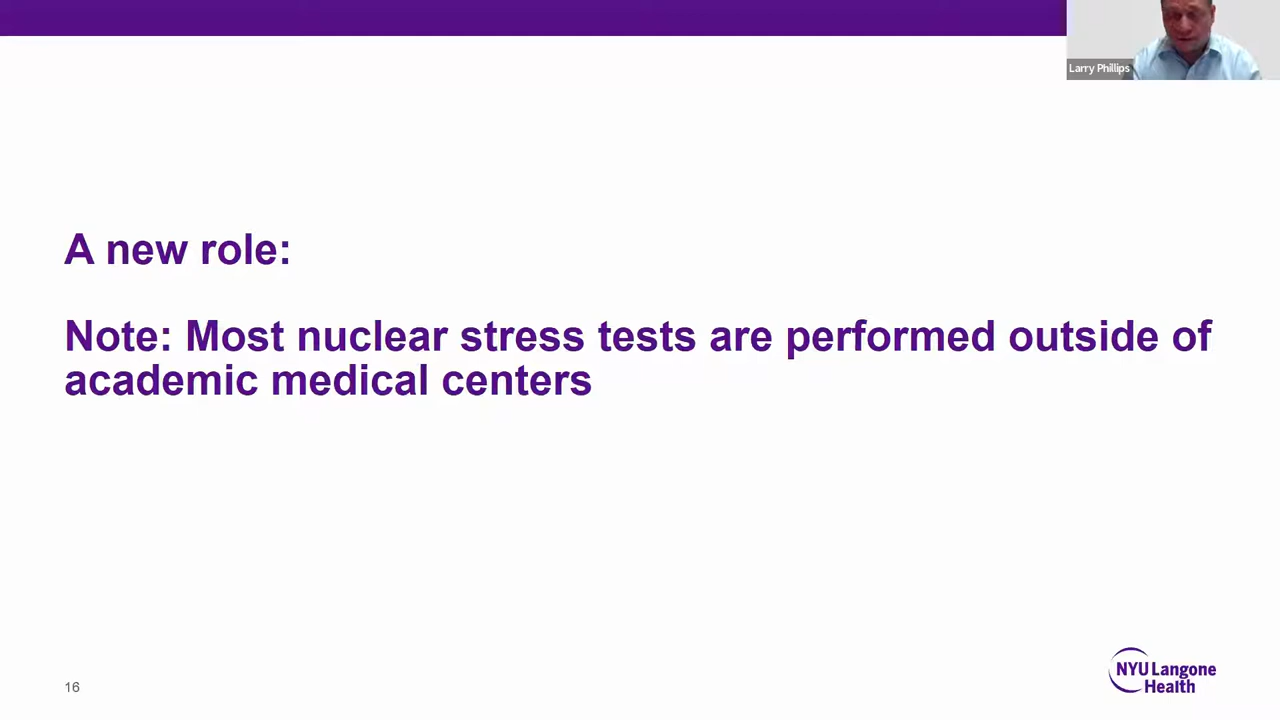 Larry Phillips
A new role:
Note: Most nuclear stress tests are performed outside of
academic medical centers
16
NYU Langone
Health